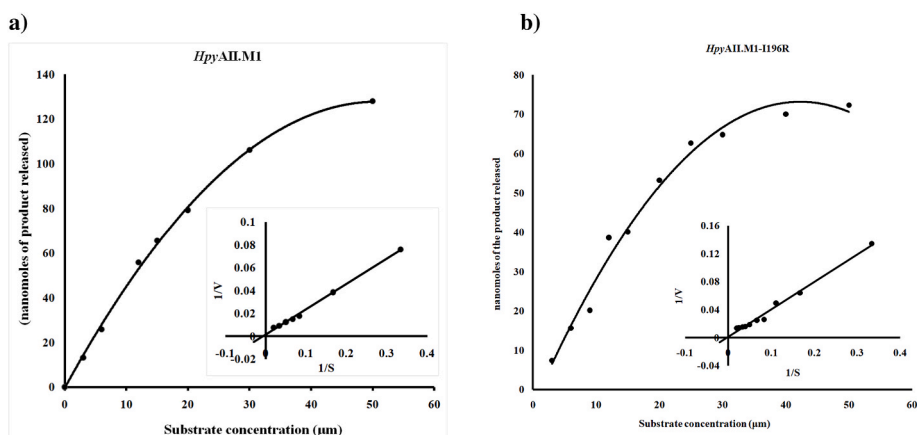 a)
HpyAII.M1
(nanomoles of product released)
140
120
100
80
60
40
20
0
0 10 20 30 40 50 60
Substrate concentration (µm)
1/V
0.1
0.08
0.06
0.04
0.02
0
-0.02
-0.1 0 0.1 0.2 0.3 0.4
1/S
b)
HpyAII.M1-I196R
nanomoles of the product released
80
70
60
50
40
30
20
10
0
0 10 20 30 40 50 60
Substrate concentration (µm)
1/V
0.16
0.12
0.08
0.04
0
-0.04
-0.1 0 0.1 0.2 0.3 0.4
1/S